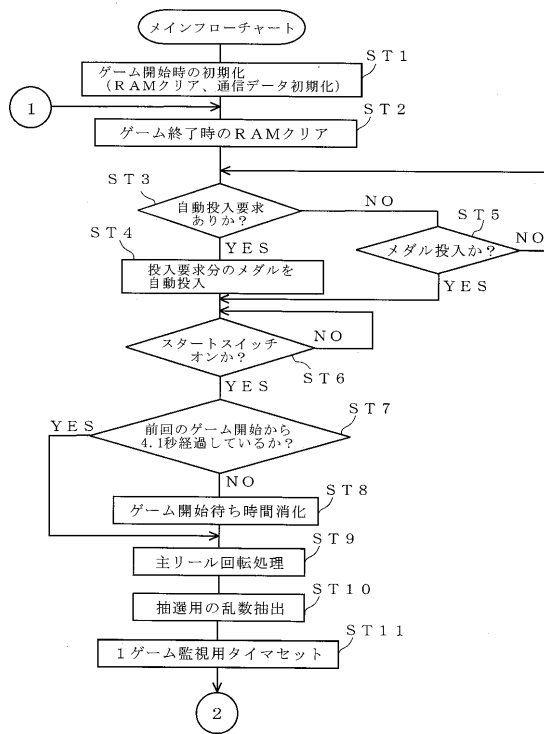 メインフローチャート
ST1
ゲーム開始時の初期化
(RAMクリア、通信データ初期化)
1
ST2
ゲーム終了時のRAMクリア
ST3
自動投入要求
ありか?
NO
ST5
メダル投入か?
NO
YES
ST4
YES
投入要求分のメダルを
自動投入
スタートスイッチ
オンか?
NO
ST6
YES
ST7
YES
前回のゲーム開始から
4.1秒経過しているか?
NO
ST8
ゲーム開始待ち時間消化
ST9
主リール回転処理
ST10
抽選用の乱数抽出
ST11
1ゲーム監視用タイマセット
2